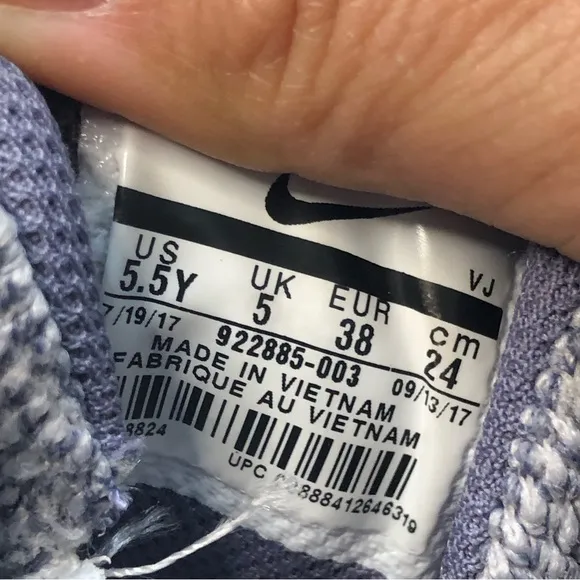 VJ
US UK EUR cm
5.5Y 5 38 24
7/19/17 922885-003 09/13/17
MADE IN VIETNAM
FABRIQUE AU VIETNAM
8824
UPC